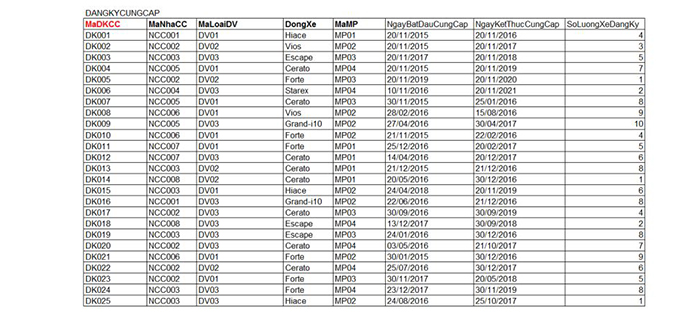 DANGKYCUNGCAP
MaDKCC MaNhaCC MaLoaiDV DongXe MaMP NgayBatDauCungCap NgayKetThucCungCap SoLuongXeDangKy
DK001 NCC001 DV01 Hiace MP01 20/11/2015 20/11/2016 4
DK002 NCC002 DV02 Vios MP02 20/11/2015 20/11/2017 3
DK003 NCC003 DV03 Escape MP03 20/11/2017 20/11/2018 5
DK004 NCC005 DV01 Cerato MP04 20/11/2015 20/11/2019 7
DK005 NCC002 DV02 Forte MP03 20/11/2019 20/11/2020 1
DK006 NCC004 DV03 Starex MP04 10/11/2016 20/11/2021 2
DK007 NCC005 DV01 Cerato MP03 30/11/2015 25/01/2016 8
DK008 NCC006 DV01 Vios MP02 28/02/2016 15/08/2016 9
DK009 NCC005 DV03 Grand-i10 MP02 27/04/2016 30/04/2017 10
DK010 NCC006 DV01 Forte MP02 21/11/2015 22/02/2016 4
DK011 NCC007 DV01 Forte MP01 25/12/2016 20/02/2017 5
DK012 NCC007 DV03 Cerato MP01 14/04/2016 20/12/2017 6
DK013 NCC003 DV02 Cerato MP01 21/12/2015 21/12/2016 8
DK014 NCC008 DV02 Cerato MP01 20/05/2016 30/12/2016 1
DK015 NCC003 DV01 Hiace MP02 24/04/2018 20/11/2019 6
DK016 NCC001 DV03 Grand-i10 MP02 22/06/2016 21/12/2016 8
DK017 NCC002 DV03 Cerato MP03 30/09/2016 30/09/2019 4
DK018 NCC008 DV03 Escape MP04 13/12/2017 30/09/2018 2
DK019 NCC003 DV03 Escape MP03 24/01/2016 30/12/2016 8
DK020 NCC002 DV03 Cerato MP04 03/05/2016 21/10/2017 7
DK021 NCC006 DV01 Forte MP02 30/01/2015 30/12/2016 9
DK022 NCC002 DV02 Cerato MP04 25/07/2016 30/12/2016 6
DK023 NCC002 DV01 Forte MP03 30/11/2017 20/05/2018 5
DK024 NCC003 DV03 Forte MP04 23/12/2017 30/11/2019 8
DK025 NCC003 DV03 Hiace MP02 24/08/2016 25/10/2017 1